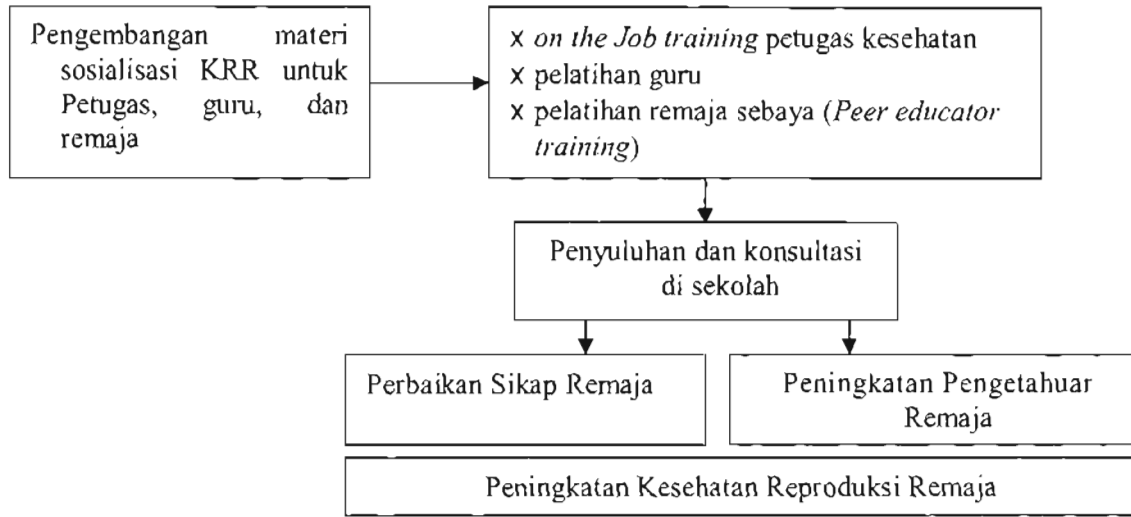 Pengembangan materi
sosialisasi KRR untuk
Petugas, guru, dan
remaja
x on the Job training petugas kesehatan
x pelatihan guru
x pelatihan remaja sebaya (Peer educator
training)
Penyuluhan dan konsultasi
di sekolah
Perbaikan Sikap Remaja
Peningkatan Pengetahuar
Remaja
Peningkatan Kesehatan Reproduksi Remaja